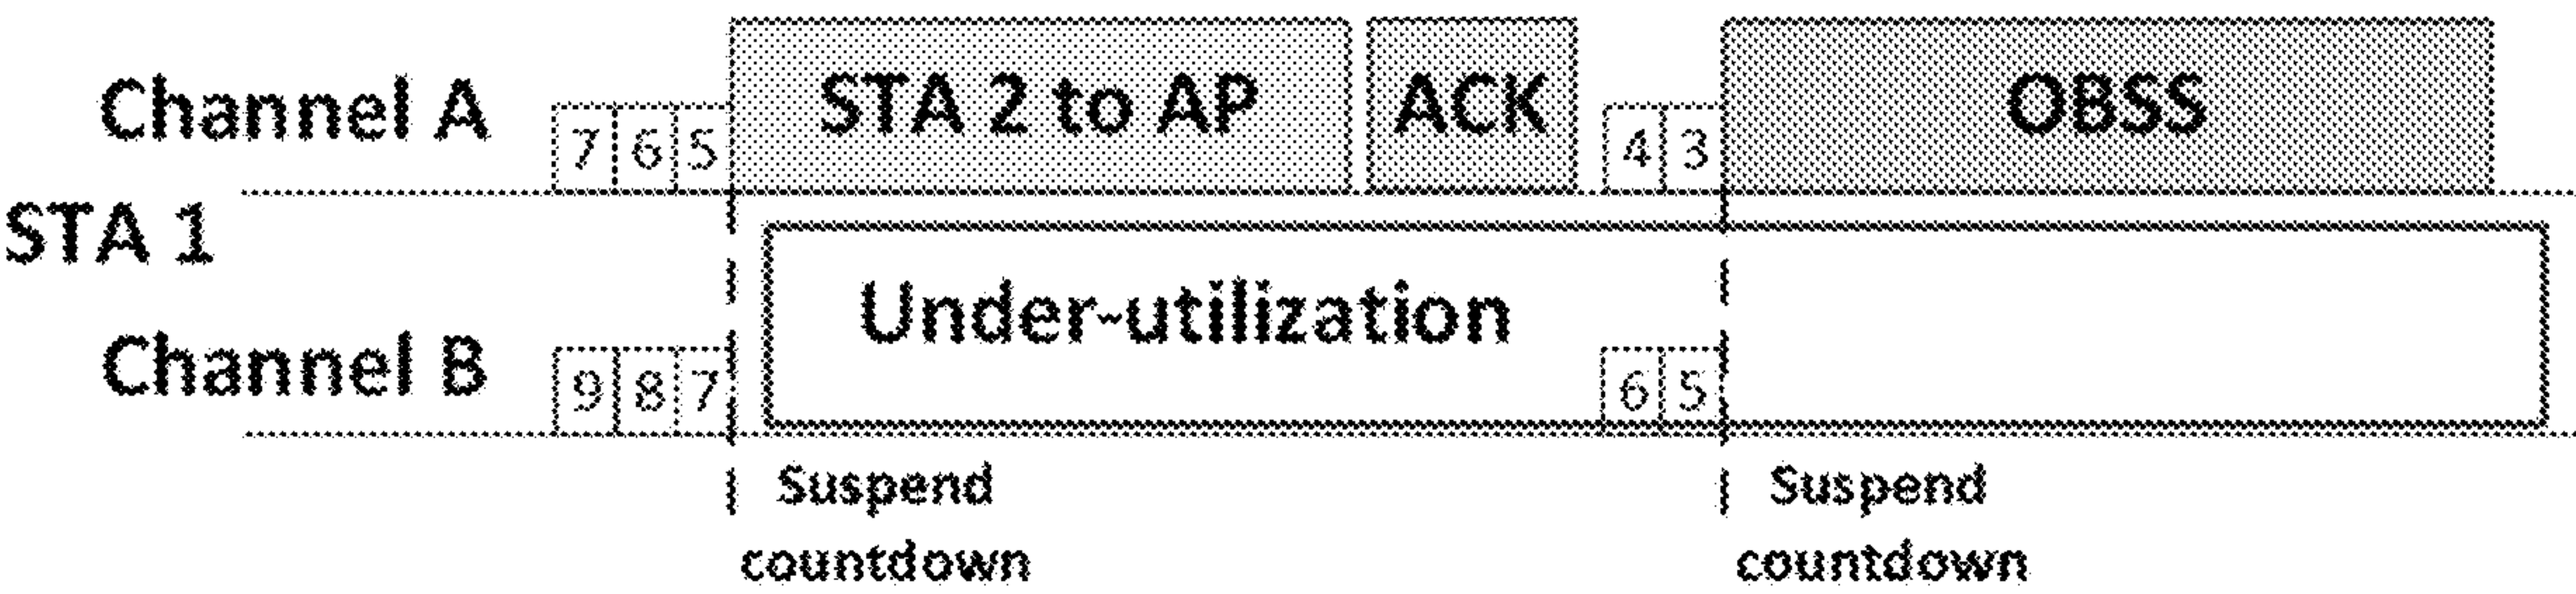 Channel A
7 6 5
STA 2 to AP
ACK
4 3
OBSS
STA 1
Under-utilization
Channel B
9 8 7
6 5
Suspend
countdown
Suspend
countdown